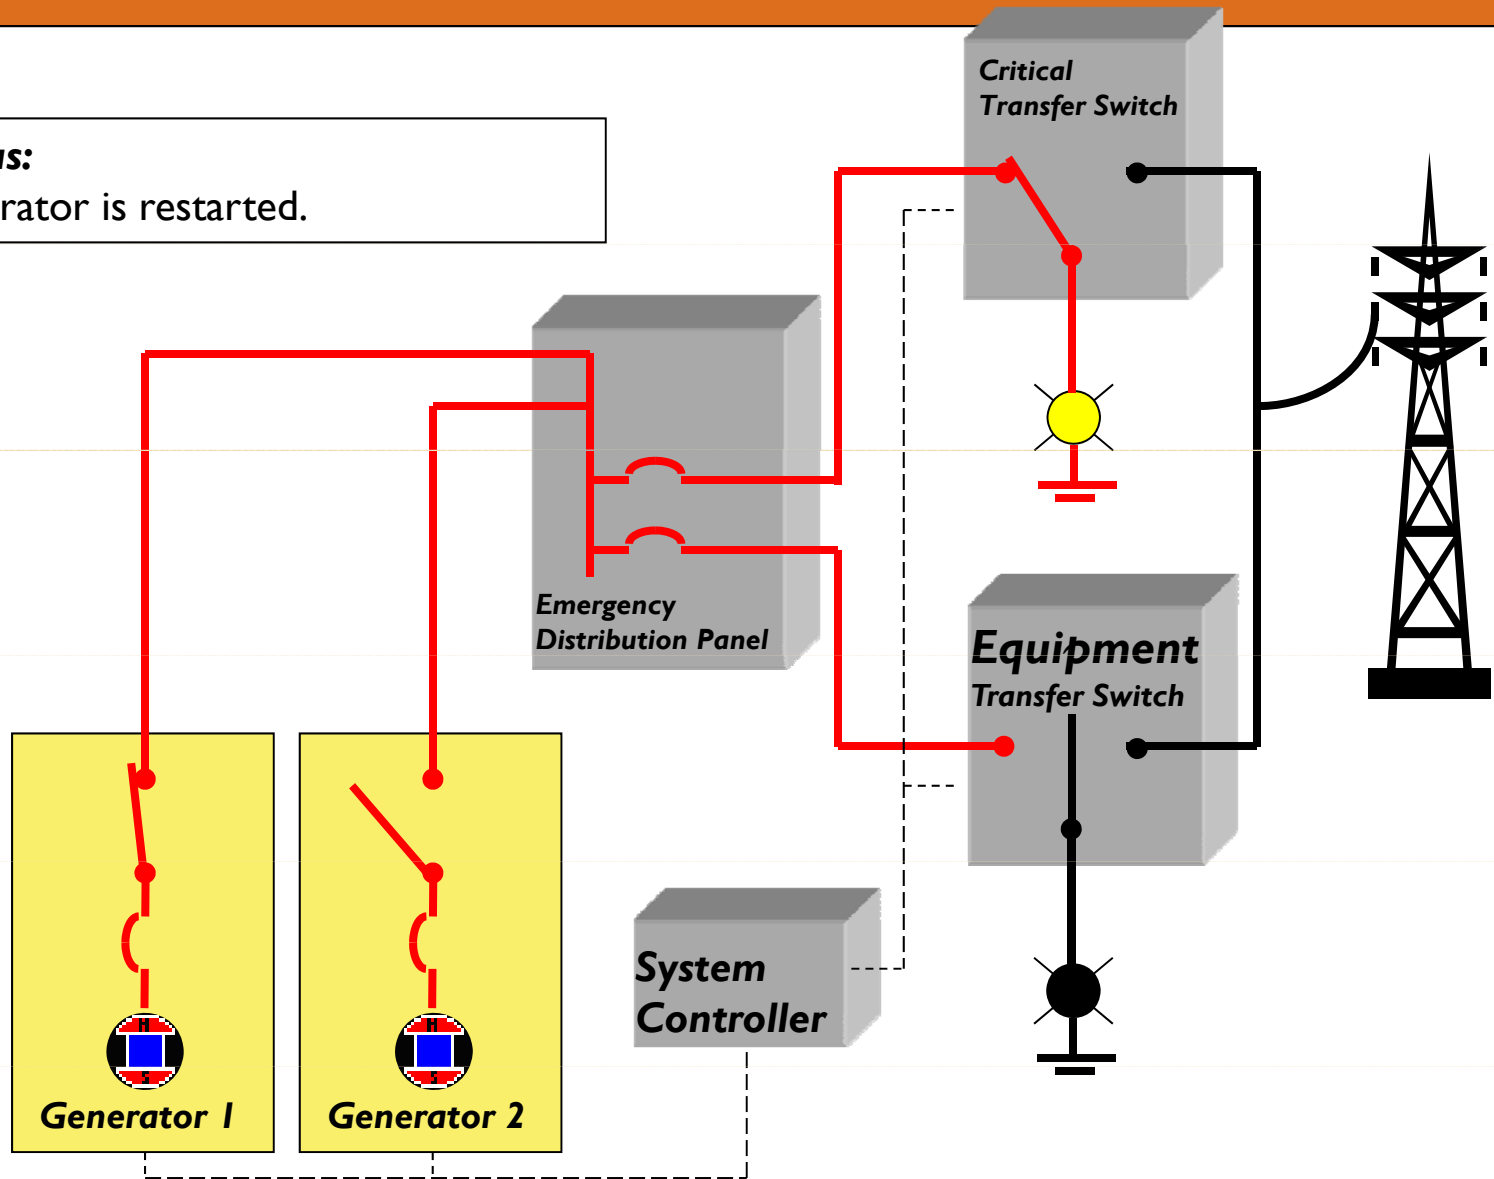 Critical
Transfer Switch
us:
rator is restarted.
Emergency
Distribution Panel
Equipment
Transfer Switch
System
Controller
N
S
Generator 1
N
S
Generator 2